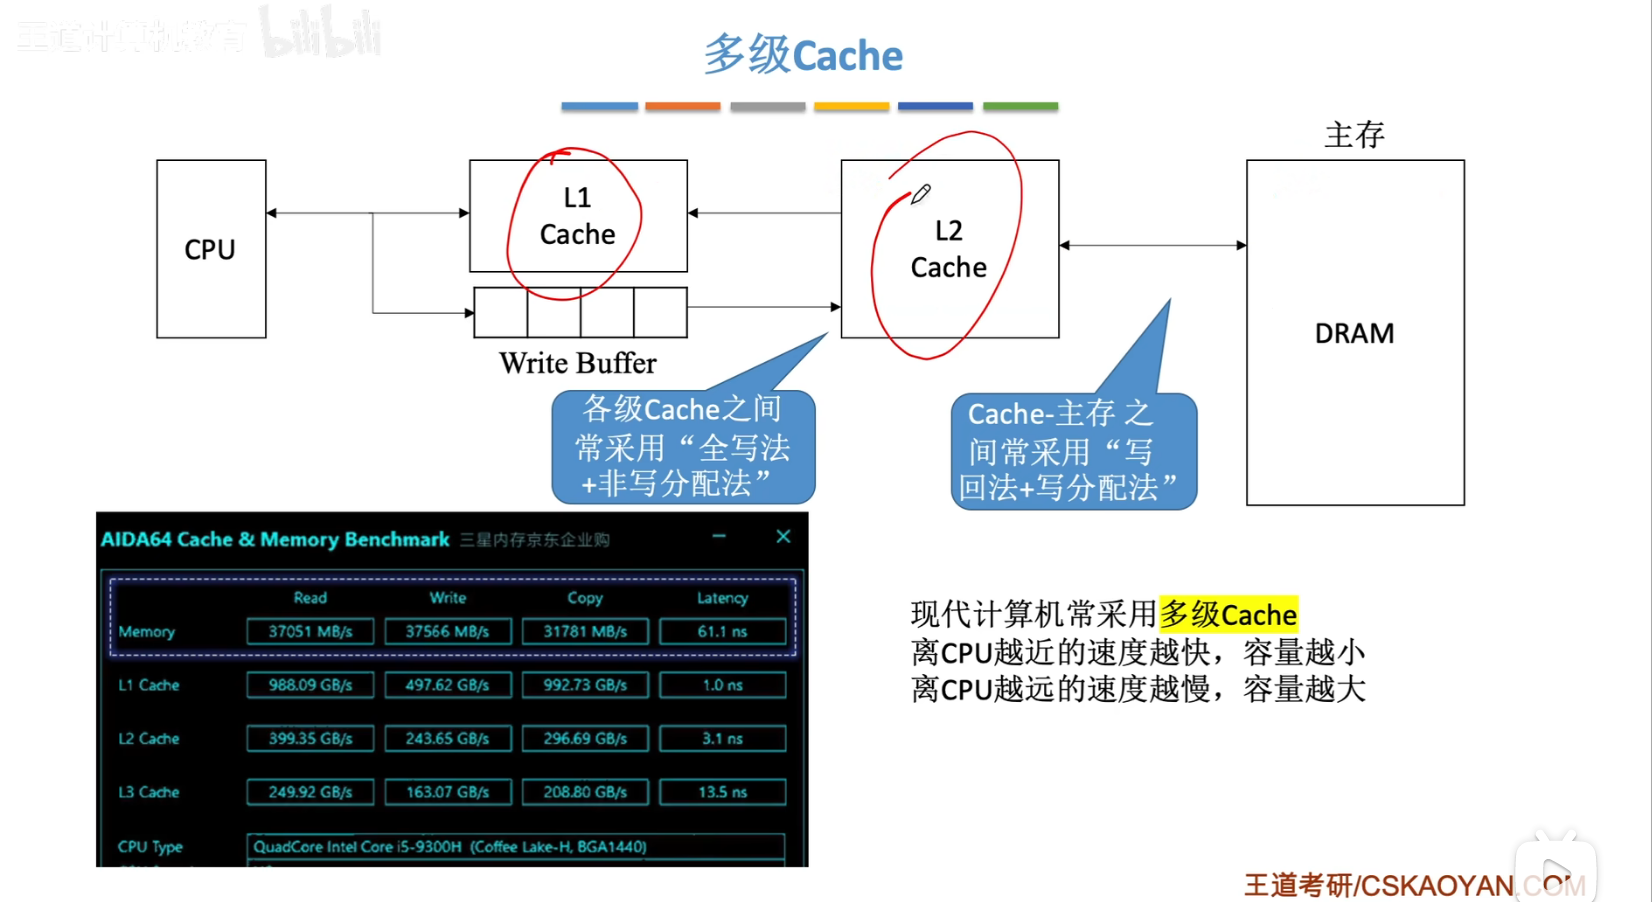 王道计算机教育 bilibili
多级Cache
主存
CPU
L1
Cache
L2
Cache
DRAM
Write Buffer
各级Cache之间
常采用“全写法
+非写分配法”
Cache-主存 之
间常采用“写
回法+写分配法”
AIDA64 Cache & Memory Benchmark 三星内存京东企业购
Read Write Copy Latency
Memory 37051 MB/s 37566 MB/s 31781 MB/s 61.1 ns
L1 Cache 988.09 GB/s 497.62 GB/s 992.73 GB/s 1.0 ns
L2 Cache 399.35 GB/s 243.65 GB/s 296.69 GB/s 3.1 ns
L3 Cache 249.92 GB/s 163.07 GB/s 208.80 GB/s 13.5 ns
CPU Type QuadCore Intel Core i5-9300H (Coffee Lake-H, BGA1440)
现代计算机常采用多级Cache
离CPU越近的速度越快，容量越小
离CPU越远的速度越慢，容量越大
王道考研/CSKAOYAN.COM